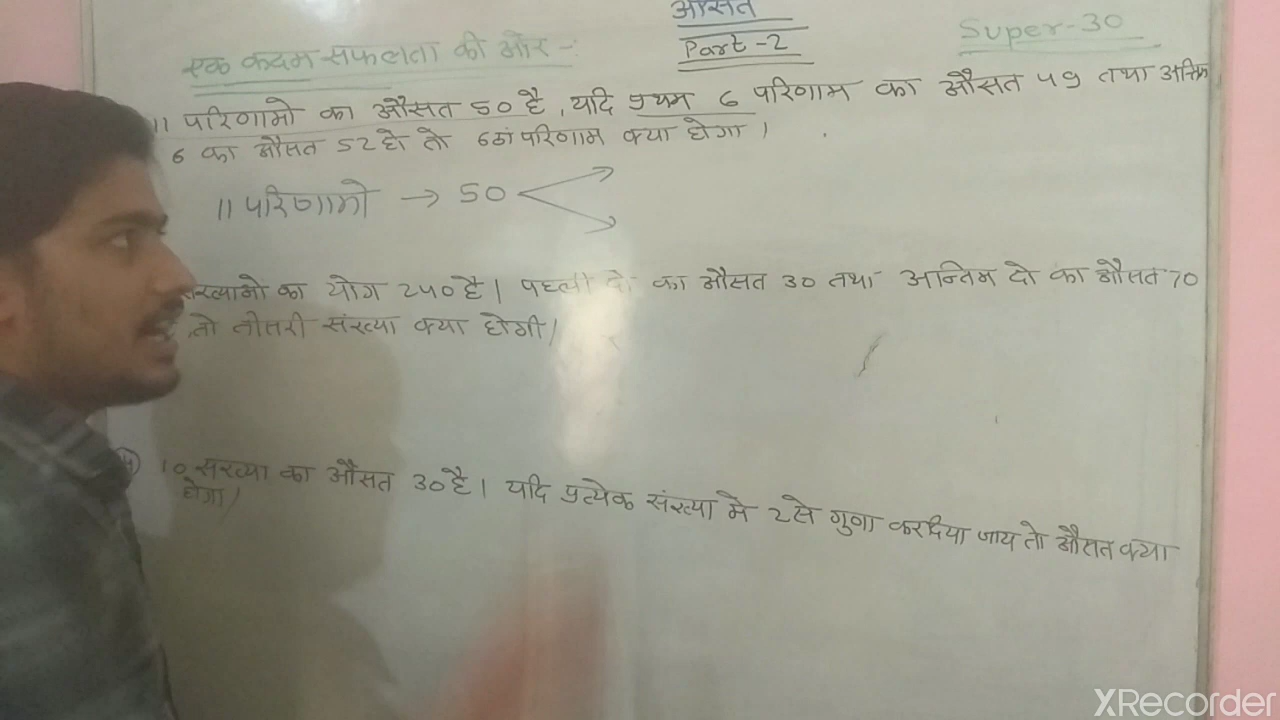 औसत
Part-2
Super-30
एक कदम सफलता की ओर -:
11 परिणामो का औसत 50 है, यदि प्रथम 6 परिणाम का औसत 49 तथा अन्तिम
6 का औसत 52 हो तो 6ठां परिणाम क्या होगा।
11 परिणामो → 50
का योग 240 है। पहली दो का औसत 30 तथा अन्तिम दो का औसत 70
तो तीसरी संख्या क्या होगी।
10 संख्या का औसत 30 है। यदि प्रत्येक संख्या मे 2 से गुणा कर दिया जाय तो औसत क्या
होगा।
XRecorder